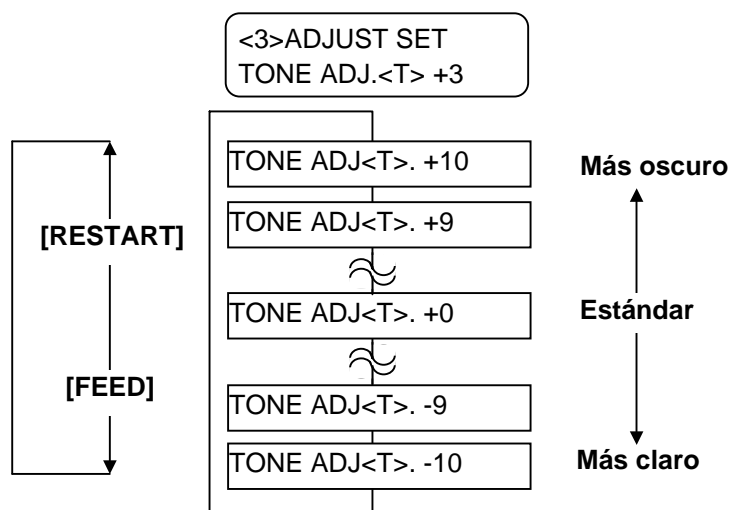 <3>ADJUST SET
TONE ADJ.<T> +3
TONE ADJ<T>. +10
Más oscuro
TONE ADJ<T>. +9
[RESTART]
TONE ADJ<T>. +0
Estándar
[FEED]
TONE ADJ<T>. -9
TONE ADJ<T>. -10
Más claro